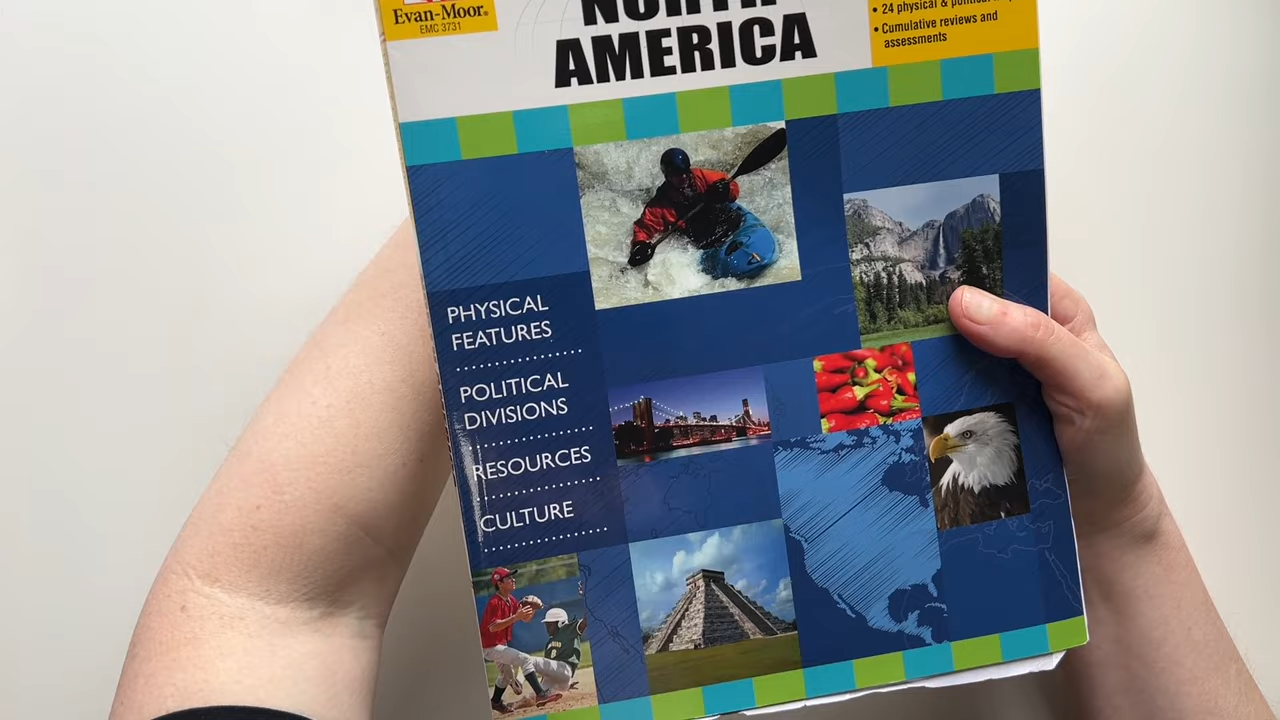 Evan-Moor®
EMC 3731
NORTH
AMERICA
• 24 physical & political
• Cumulative reviews and
assessments
PHYSICAL
FEATURES
POLITICAL
DIVISIONS
RESOURCES
CULTURE